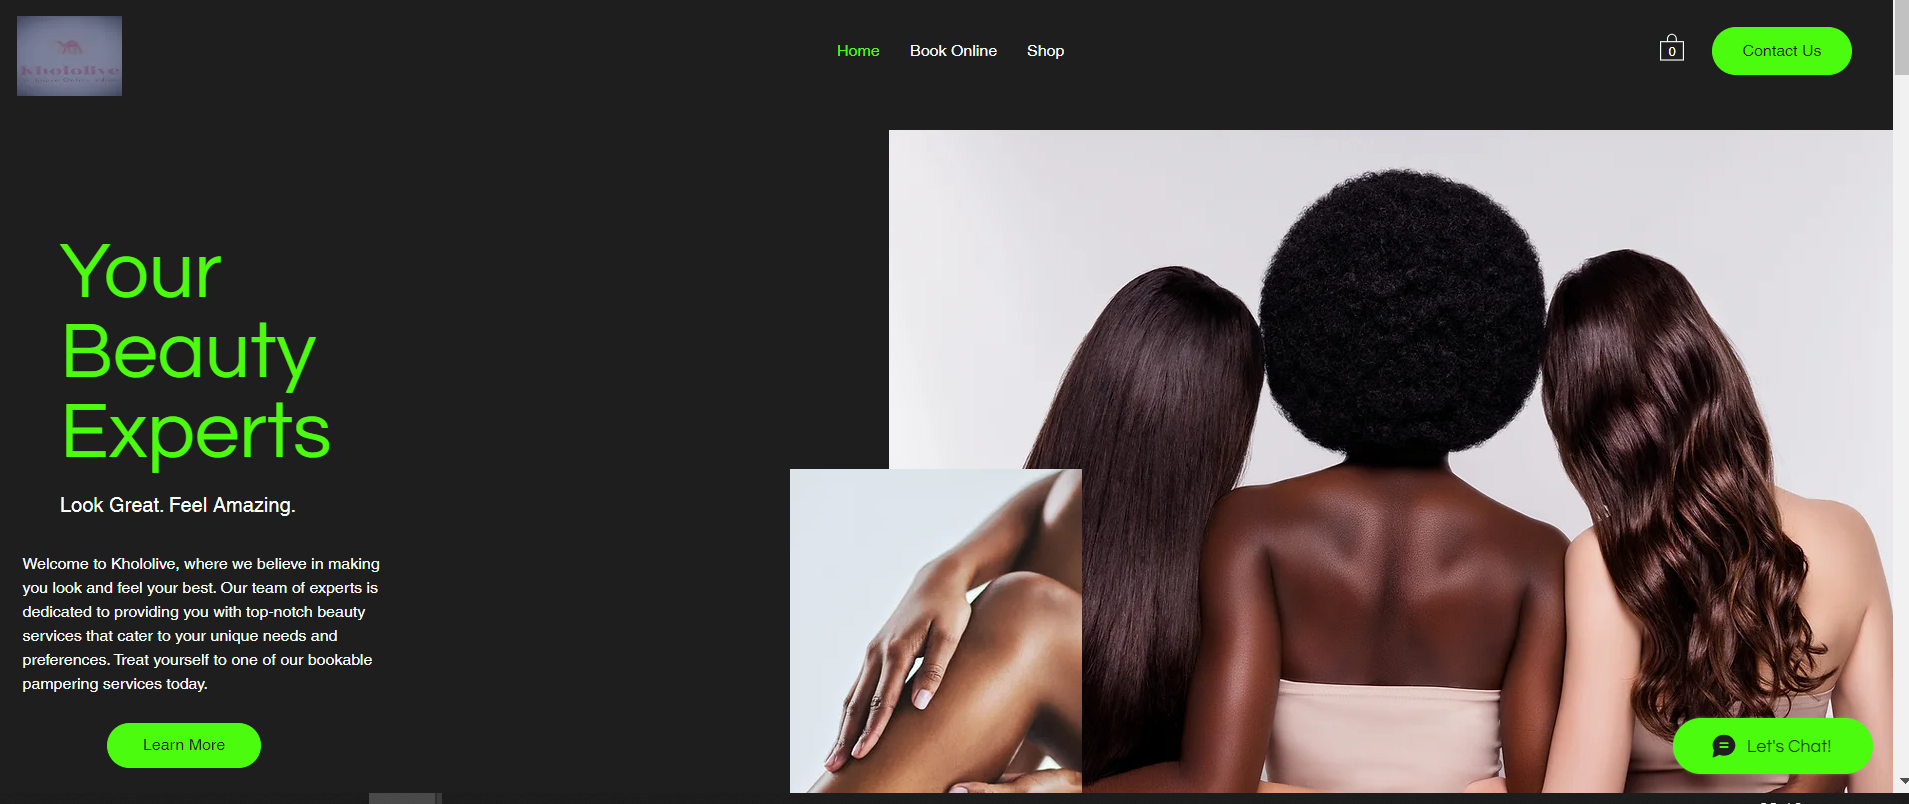 Khololive
Home
Book Online
Shop
0
Contact Us
Your
Beauty
Experts
Look Great. Feel Amazing.
Welcome to Khololive, where we believe in making
you look and feel your best. Our team of experts is
dedicated to providing you with top-notch beauty
services that cater to your unique needs and
preferences. Treat yourself to one of our bookable
pampering services today.
Learn More
Let's Chat!